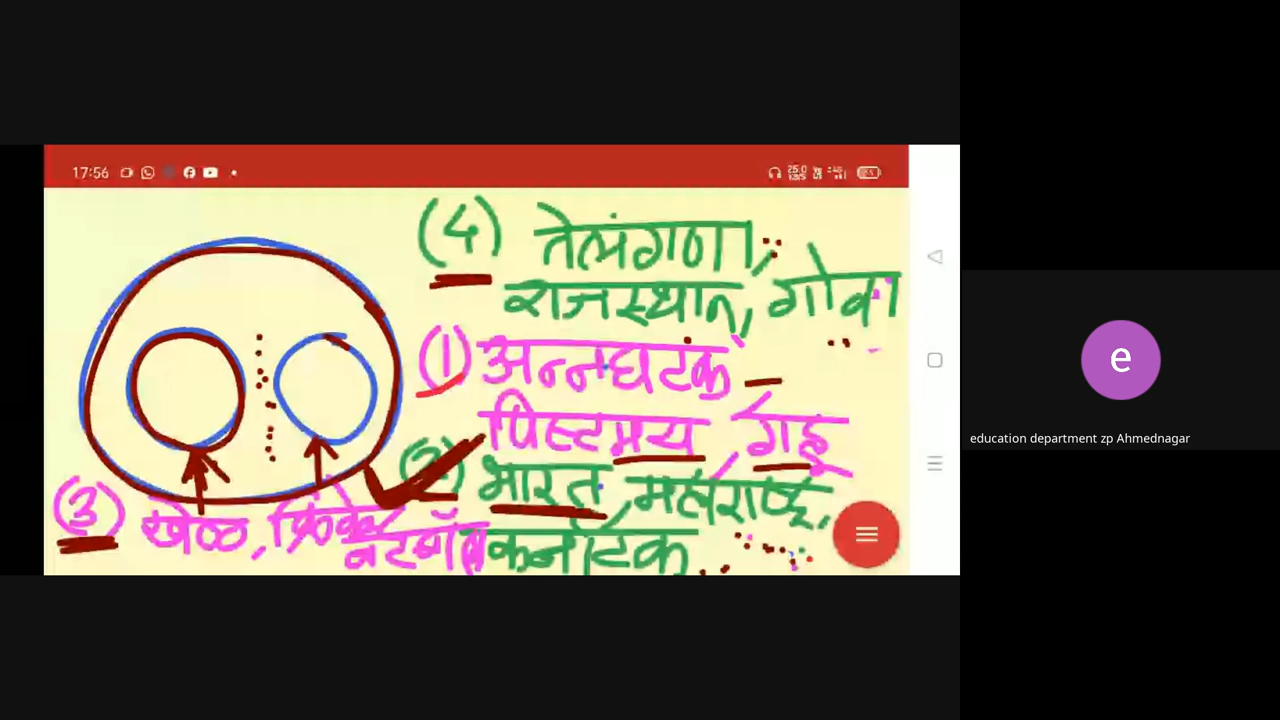 17:56
(4) तेलंगणा,
राजस्थान, गोवा
(1) अन्नघटक -
पिष्टमय, गहू
(2) भारत, महाराष्ट्र,
कर्नाटक
(3) खेळ, क्रिकेट
e
education department zp Ahmednagar